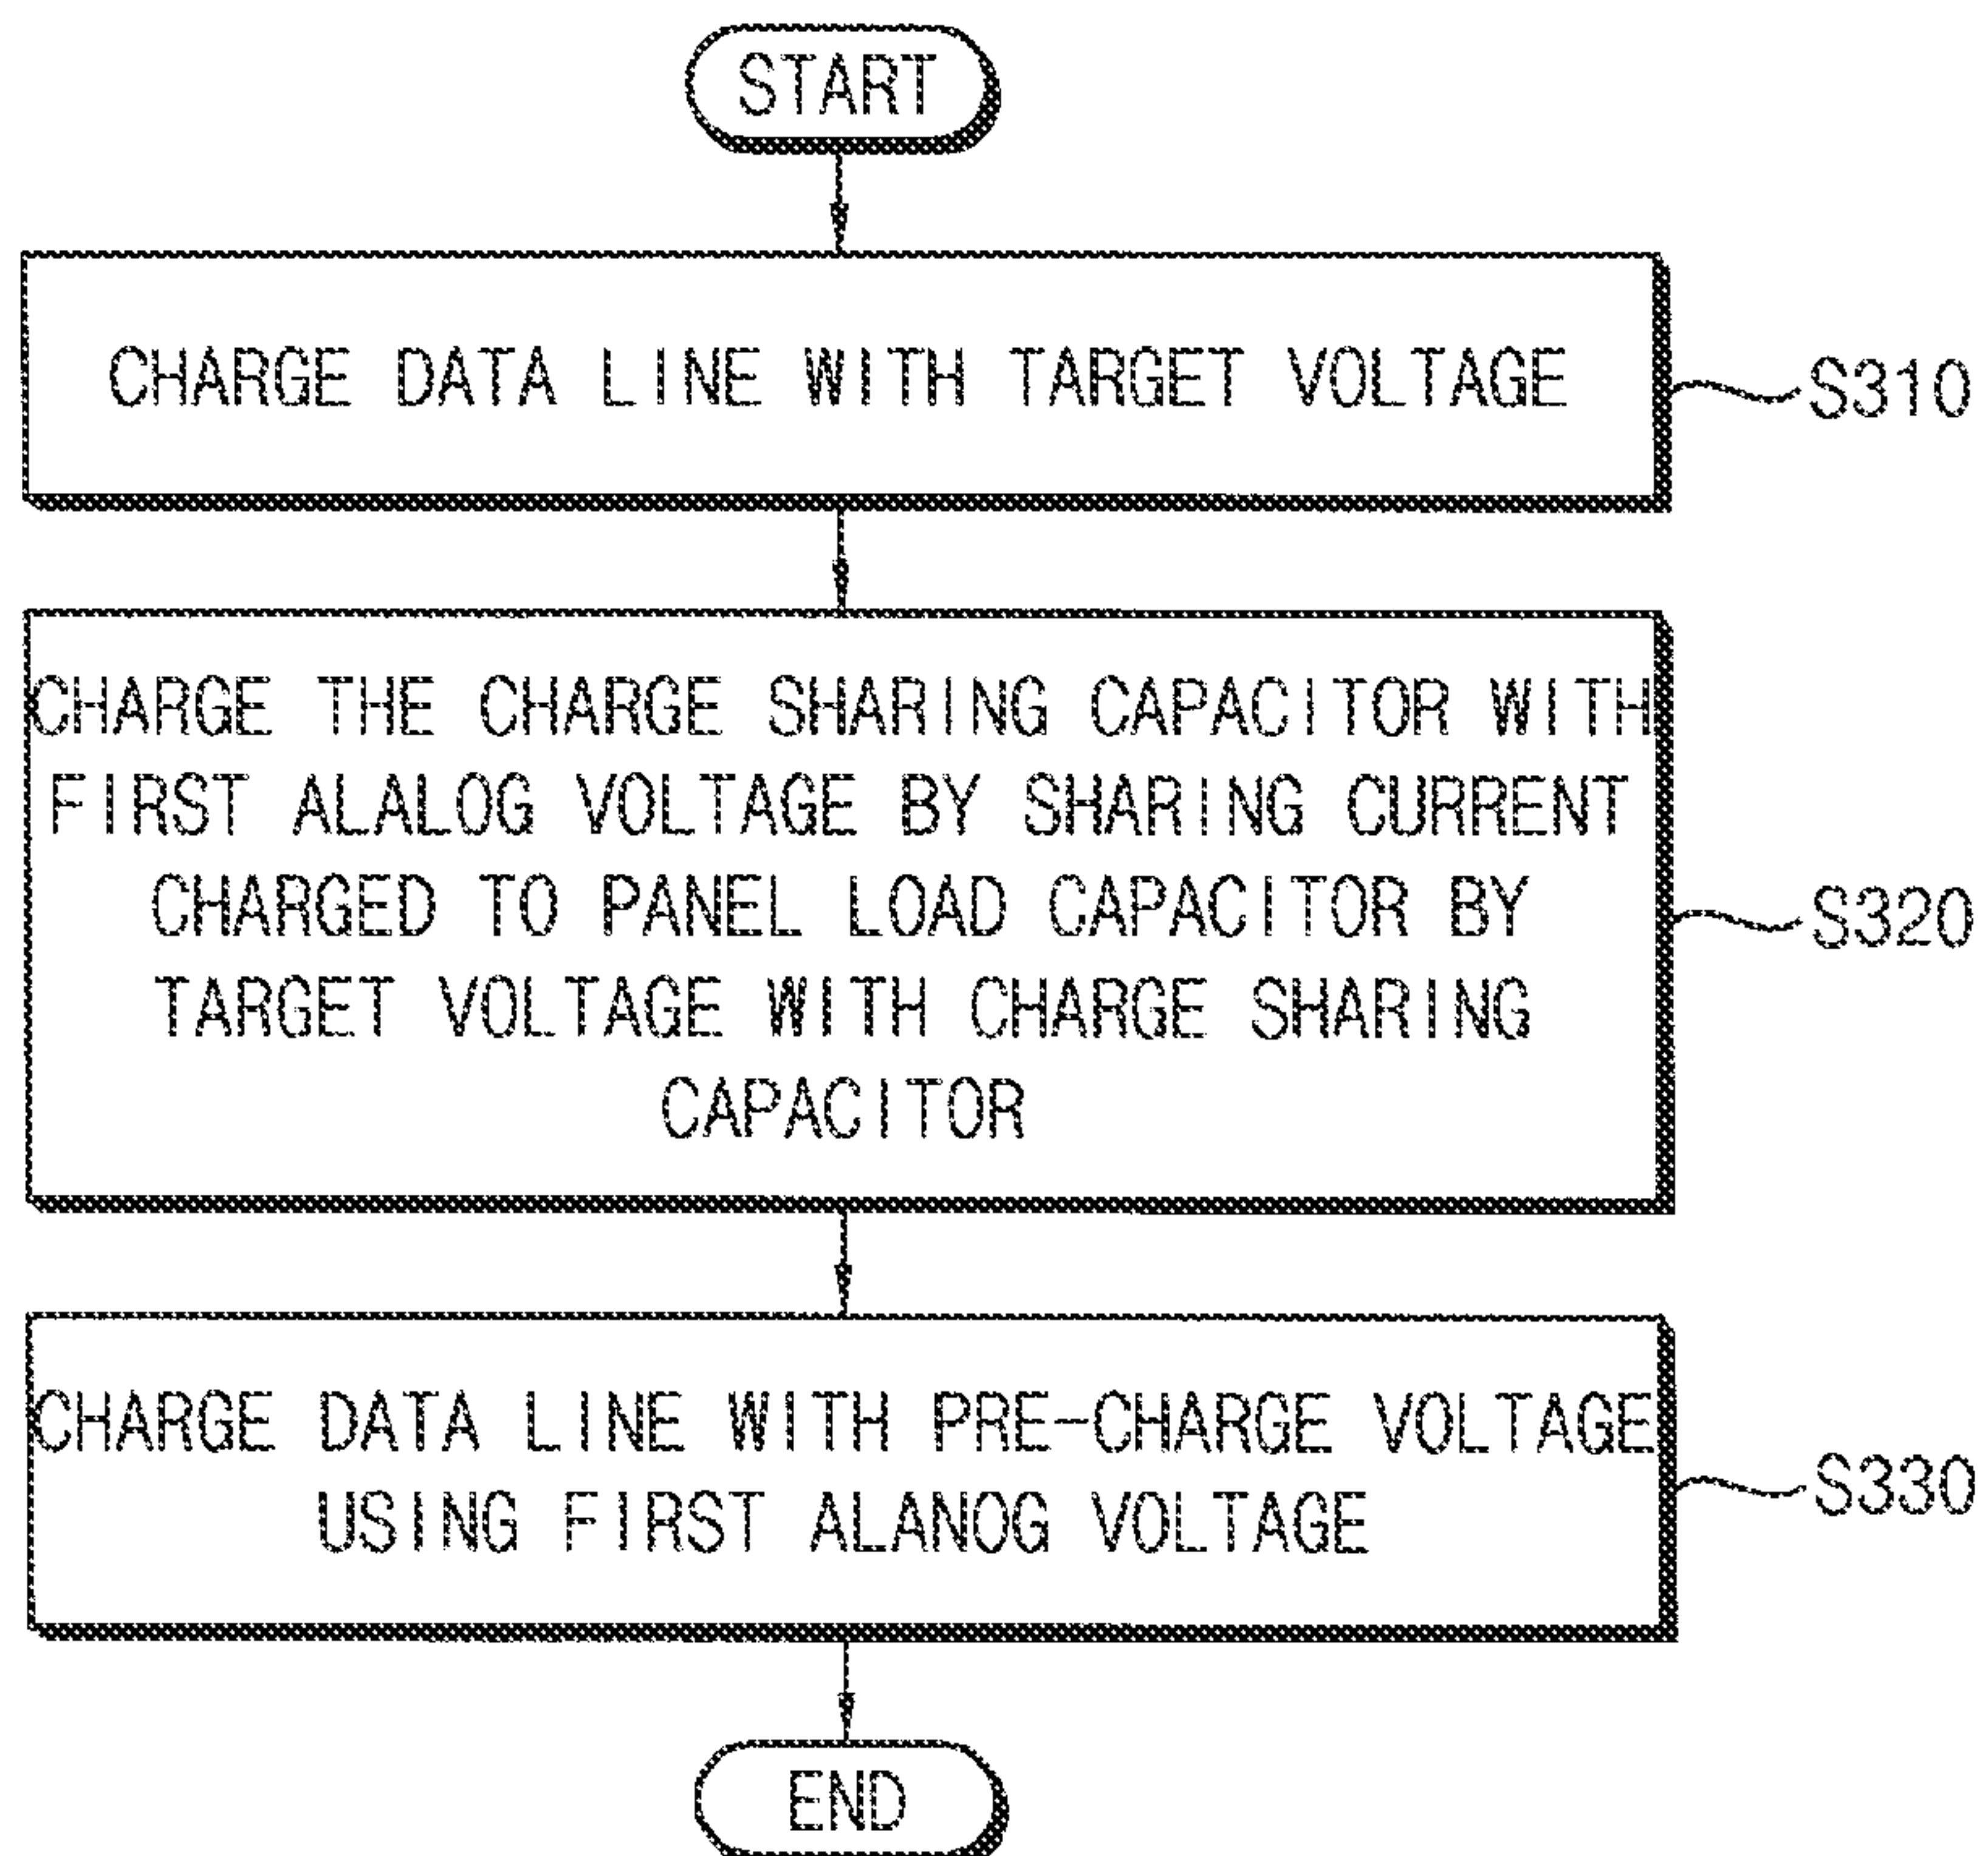 START
CHARGE DATA LINE WITH TARGET VOLTAGE
S310
CHARGE THE CHARGE SHARING CAPACITOR WITH
FIRST ALALOG VOLTAGE BY SHARING CURRENT
CHARGED TO PANEL LOAD CAPACITOR BY
TARGET VOLTAGE WITH CHARGE SHARING
CAPACITOR
S320
CHARGE DATA LINE WITH PRE-CHARGE VOLTAGE
USING FIRST ALANOG VOLTAGE
S330
END